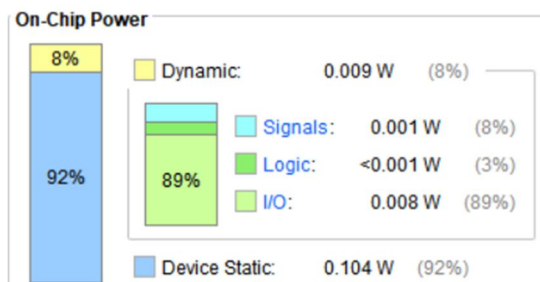 On-Chip Power
8%
Dynamic: 0.009 W (8%)
Signals: 0.001 W (8%)
Logic: <0.001 W (3%)
92%
89%
I/O: 0.008 W (89%)
Device Static: 0.104 W (92%)